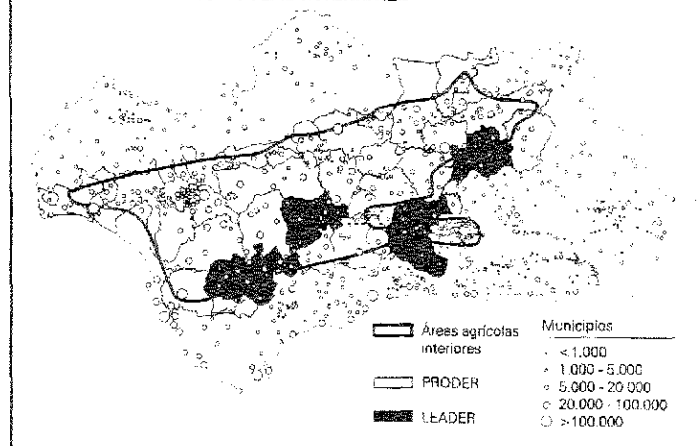 Áreas agrícolas
interiores
PRODER
LEADER
Municipios
< 1.000
1.000 - 5.000
5.000 - 20.000
20.000 - 100.000
>100.000